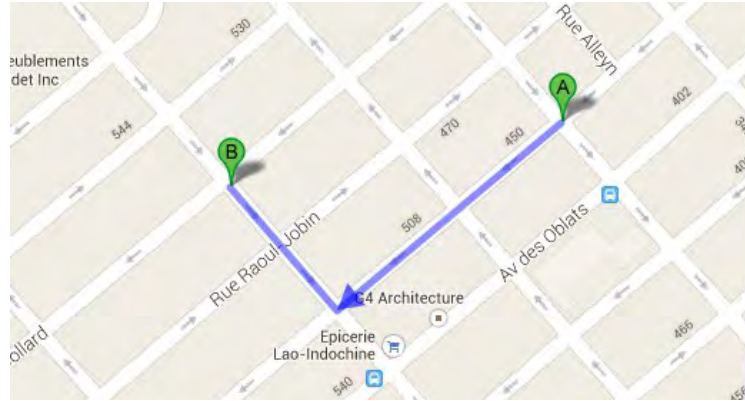 530
Rue Alleyn
eublements
det Inc
A
402
544
470
450
B
508
Rue Raoul-Jobin
Av des Oblats
C4 Architecture
Epicerie
Lao-Indochine
466
ollard
540